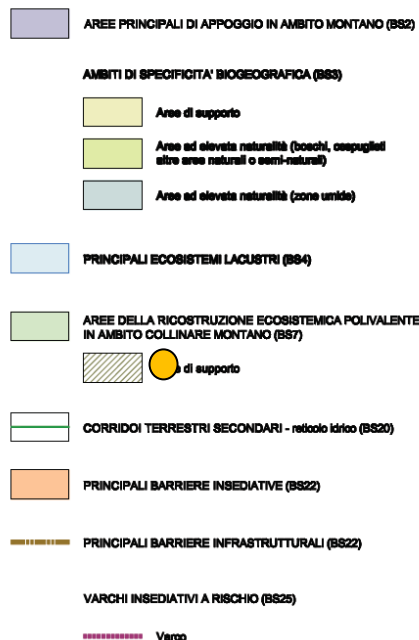 AREE PRINCIPALI DI APPOGGIO IN AMBITO MONTANO (BS2)
AMBITI DI SPECIFICITA' BIOGEOGRAFICA (BS3)
Aree di supporto
Aree ad elevata naturalità (boschi, cespuglieti
altre aree naturali o semi-naturali)
Aree ad elevata naturalità (zone umide)
PRINCIPALI ECOSISTEMI LACUSTRI (BS4)
AREE DELLA RICOSTRUZIONE ECOSISTEMICA POLIVALENTE
IN AMBITO COLLINARE MONTANO (BS7)
di supporto
CORRIDOI TERRESTRI SECONDARI - reticolo idrico (BS20)
PRINCIPALI BARRIERE INSEDIATIVE (BS22)
PRINCIPALI BARRIERE INFRASTRUTTURALI (BS22)
VARCHI INSEDIATIVI A RISCHIO (BS25)
Varco